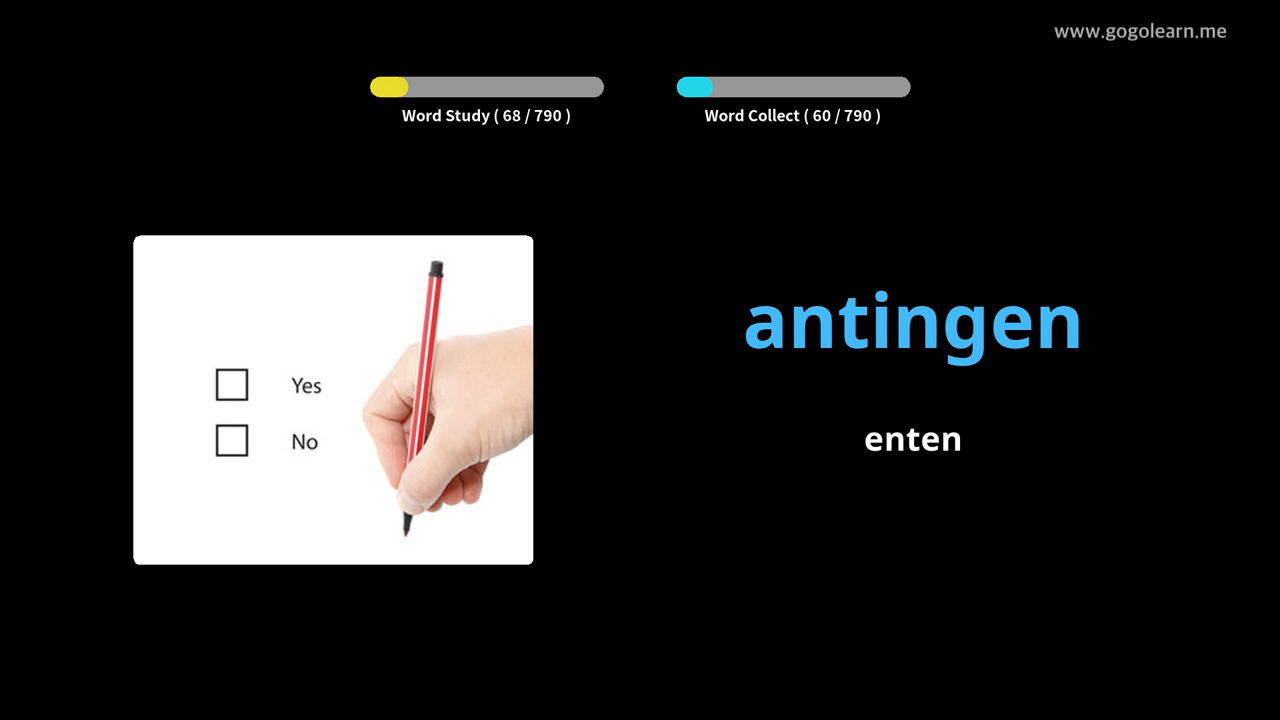 www.gogolearn.me
Word Study ( 68 / 790 )
Word Collect ( 60 / 790 )
Yes
No
antingen
enten